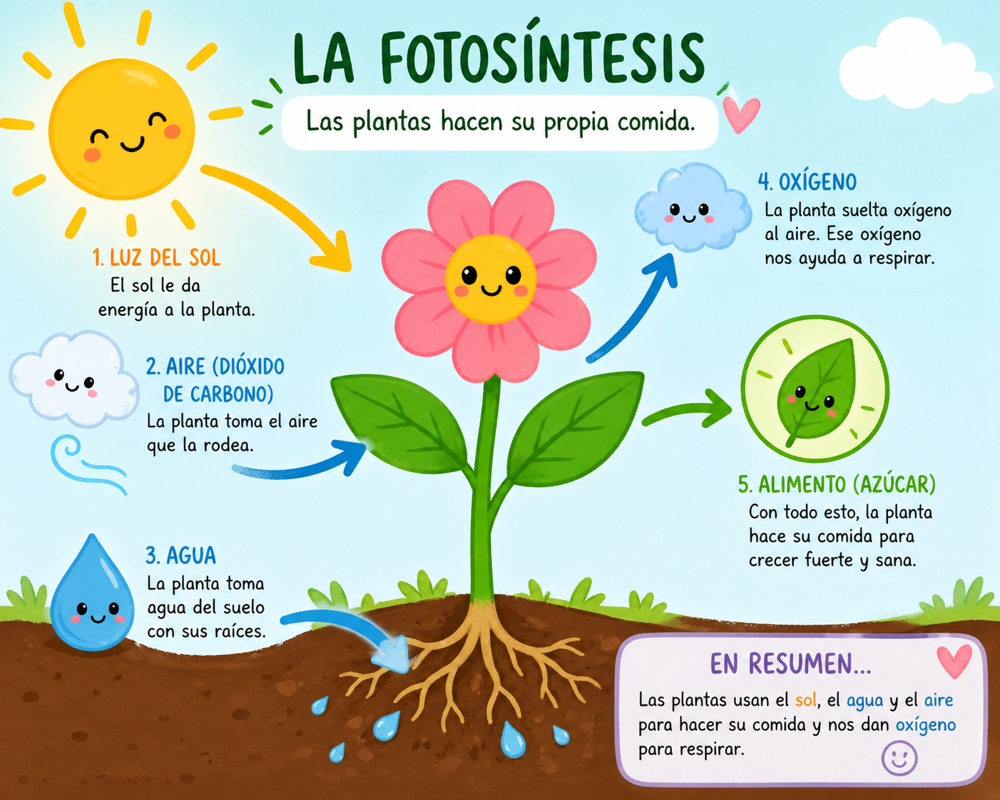 LA FOTOSÍNTESIS
Las plantas hacen su propia comida.
1. LUZ DEL SOL
El sol le da
energía a la planta.
2. AIRE (DIÓXIDO
DE CARBONO)
La planta toma el aire
que la rodea.
3. AGUA
La planta toma
agua del suelo
con sus raíces.
4. OXÍGENO
La planta suelta oxígeno
al aire. Ese oxígeno
nos ayuda a respirar.
5. ALIMENTO (AZÚCAR)
Con todo esto, la planta
hace su comida para
crecer fuerte y sana.
EN RESUMEN...
Las plantas usan el sol, el agua y el aire
para hacer su comida y nos dan oxígeno
para respirar.